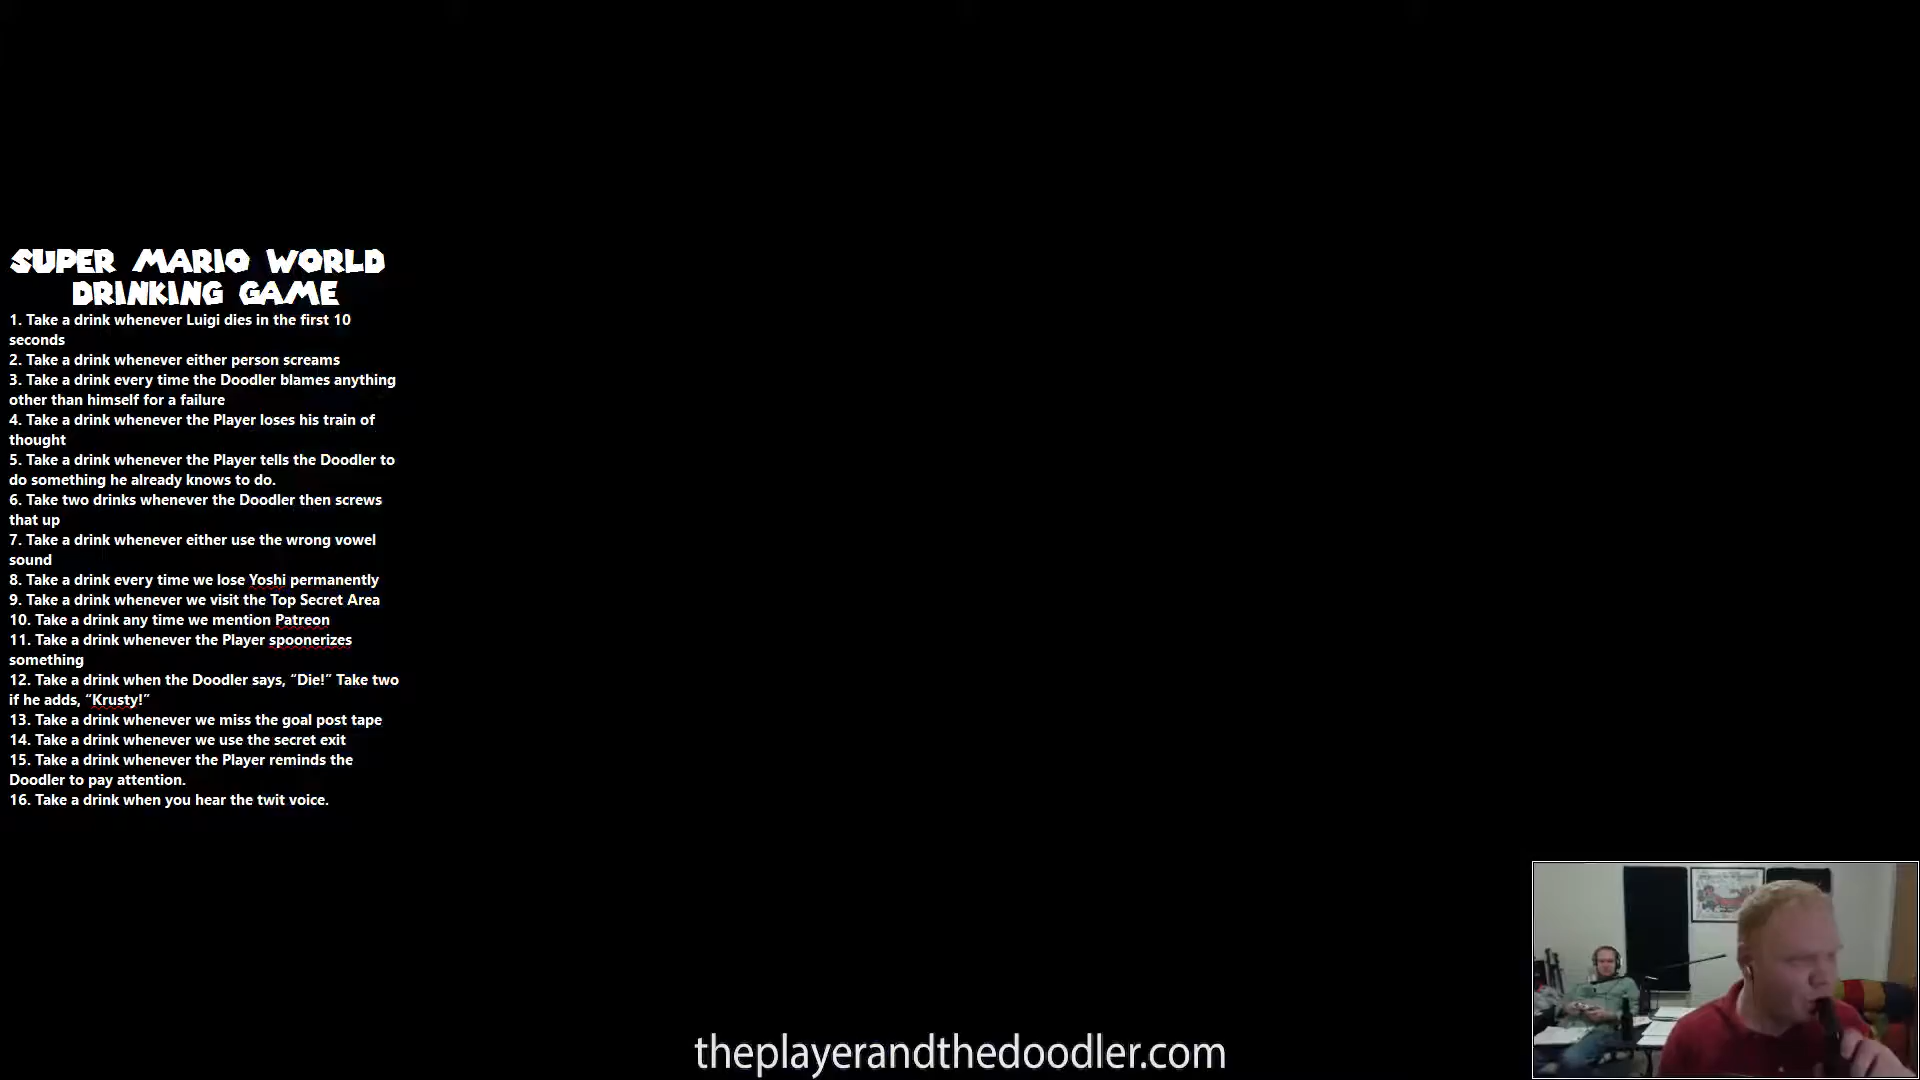 SUPER MARIO WORLD
DRINKING GAME
1. Take a drink whenever Luigi dies in the first 10
seconds
2. Take a drink whenever either person screams
3. Take a drink every time the Doodler blames anything
other than himself for a failure
4. Take a drink whenever the Player loses his train of
thought
5. Take a drink whenever the Player tells the Doodler to
do something he already knows to do.
6. Take two drinks whenever the Doodler then screws
that up
7. Take a drink whenever either use the wrong vowel
sound
8. Take a drink every time we lose Yoshi permanently
9. Take a drink whenever we visit the Top Secret Area
10. Take a drink any time we mention Patreon
11. Take a drink whenever the Player spoonerizes
something
12. Take a drink when the Doodler says, “Die!” Take two
if he adds, “Krusty!”
13. Take a drink whenever we miss the goal post tape
14. Take a drink whenever we use the secret exit
15. Take a drink whenever the Player reminds the
Doodler to pay attention.
16. Take a drink when you hear the twit voice.
theplayerandthedoodler.com